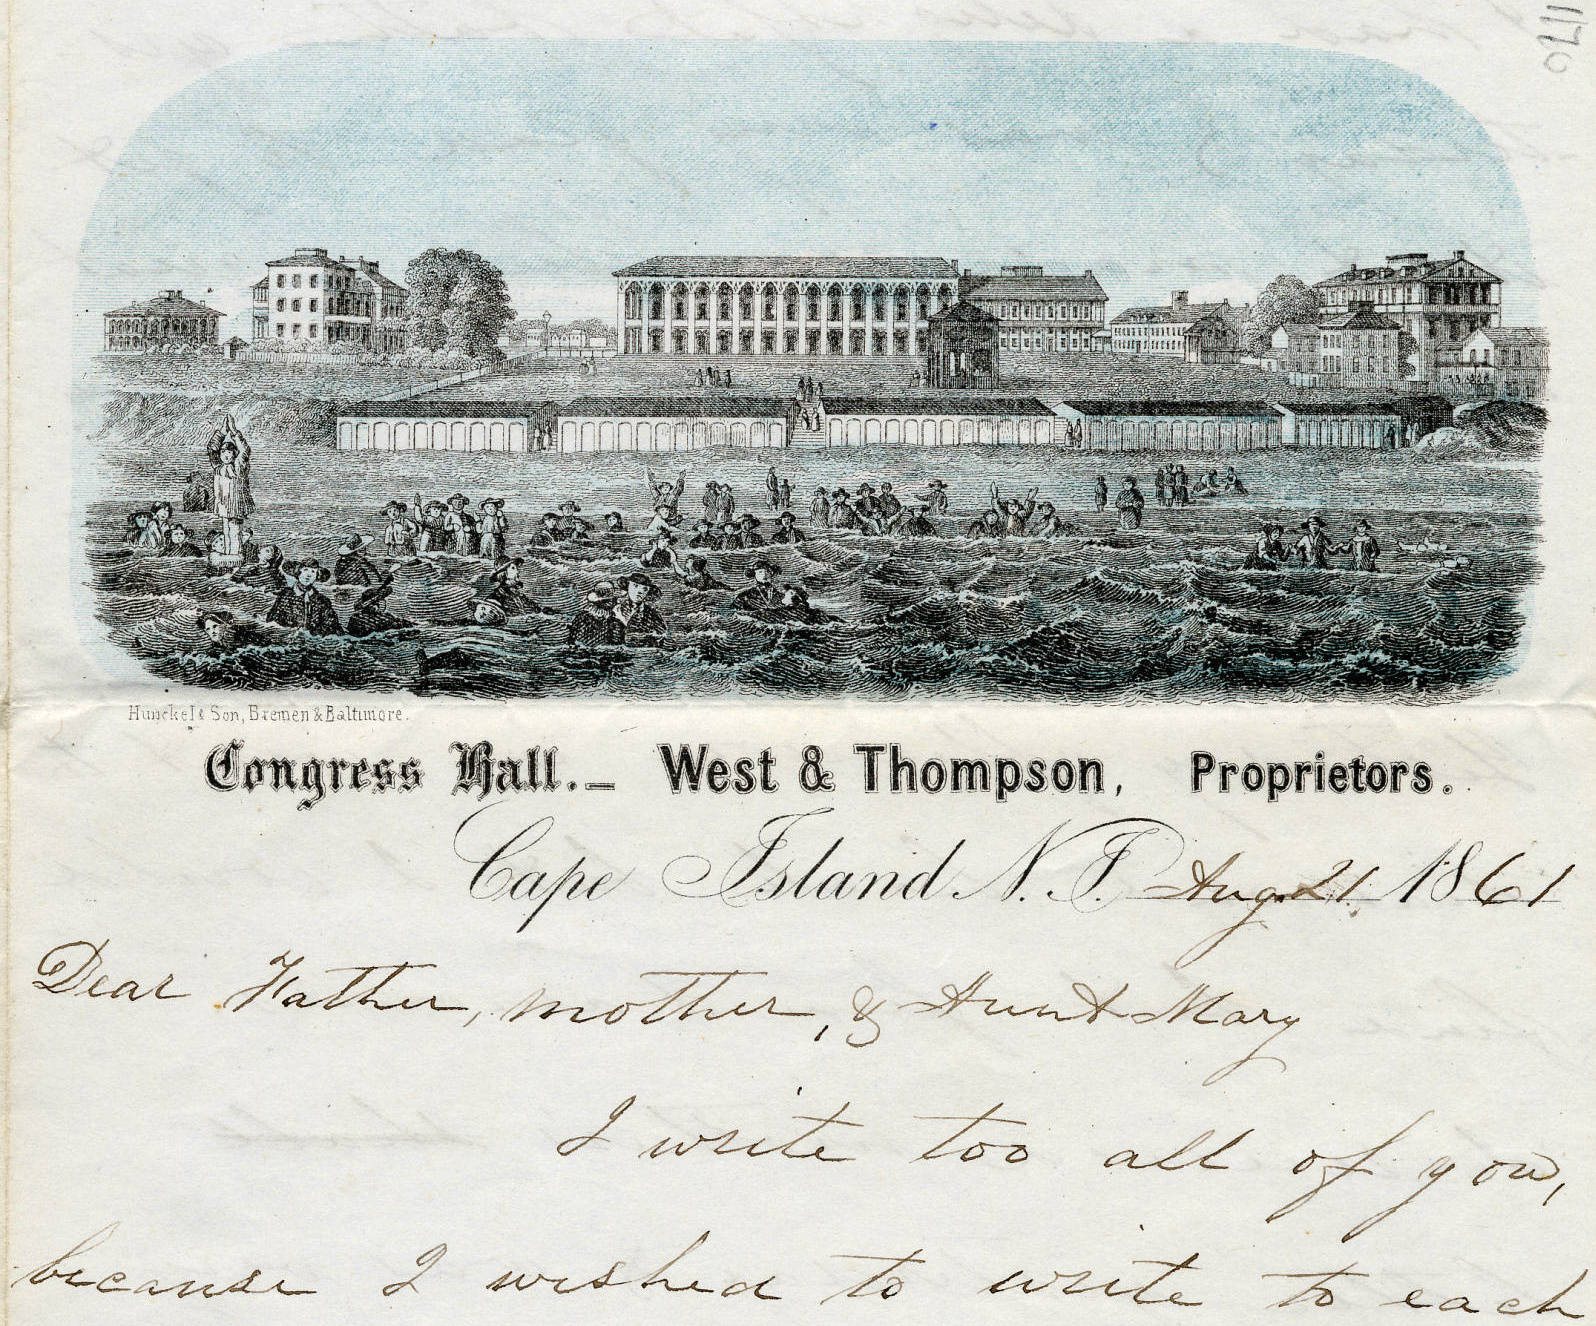 1170
Hunckel & Son, Bremen & Baltimore.
Congress Hall. – West & Thompson, Proprietors.
Cape Island N. J. Aug. 21 1861
Dear Father, mother, & Aunt Mary
I write too all of you,
because I wished to write to each